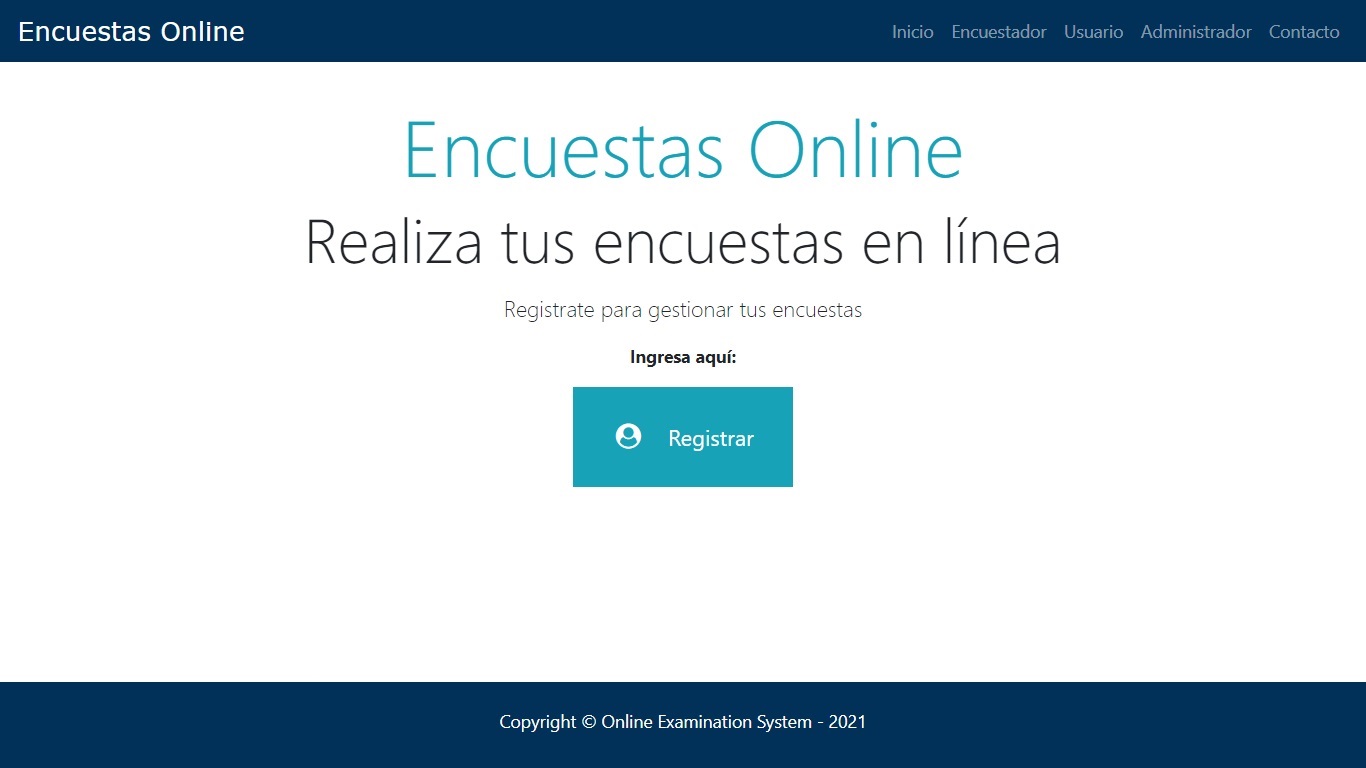 Encuestas Online
Inicio Encuestador Usuario Administrador Contacto
Encuestas Online
Realiza tus encuestas en línea
Registrate para gestionar tus encuestas
Ingresa aquí:
Registrar
Copyright © Online Examination System - 2021